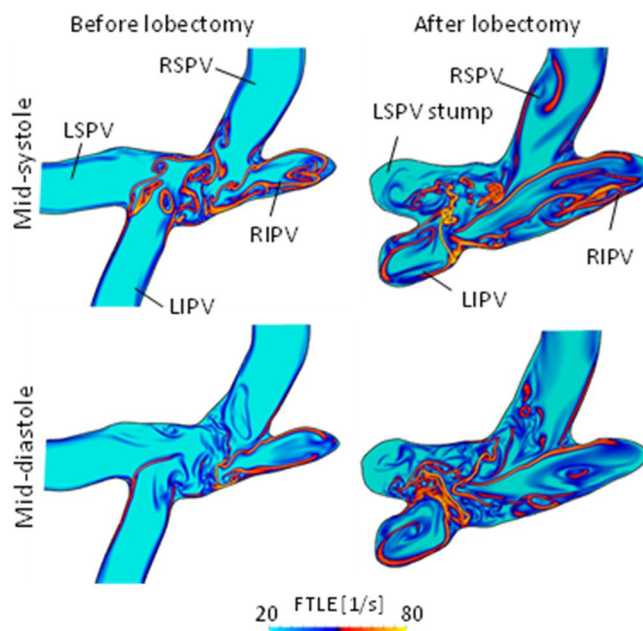 Before lobectomy
After lobectomy
Mid-systole
RSPV
LSPV
RIPV
LIPV
RSPV
LSPV stump
RIPV
LIPV
Mid-diastole
FTLE [1/s]
20
80